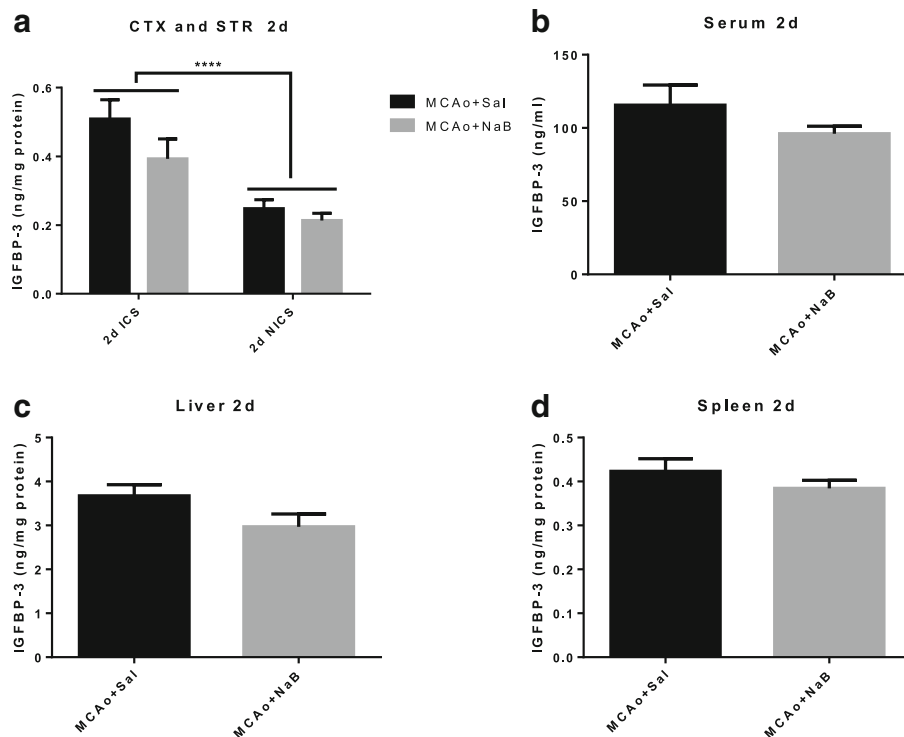 a
CTX and STR 2d
****
IGFBP-3 (ng/mg protein)
0.6
0.4
0.2
0.0
2d ICS
2d NICS
MCAo+Sal
MCAo+NaB
b
Serum 2d
IGFBP-3 (ng/ml)
150
100
50
0
MCAo+Sal
MCAo+NaB
c
Liver 2d
IGFBP-3 (ng/mg protein)
5
4
3
2
1
0
MCAo+Sal
MCAo+NaB
d
Spleen 2d
IGFBP-3 (ng/mg protein)
0.5
0.4
0.3
0.2
0.1
0.0
MCAo+Sal
MCAo+NaB